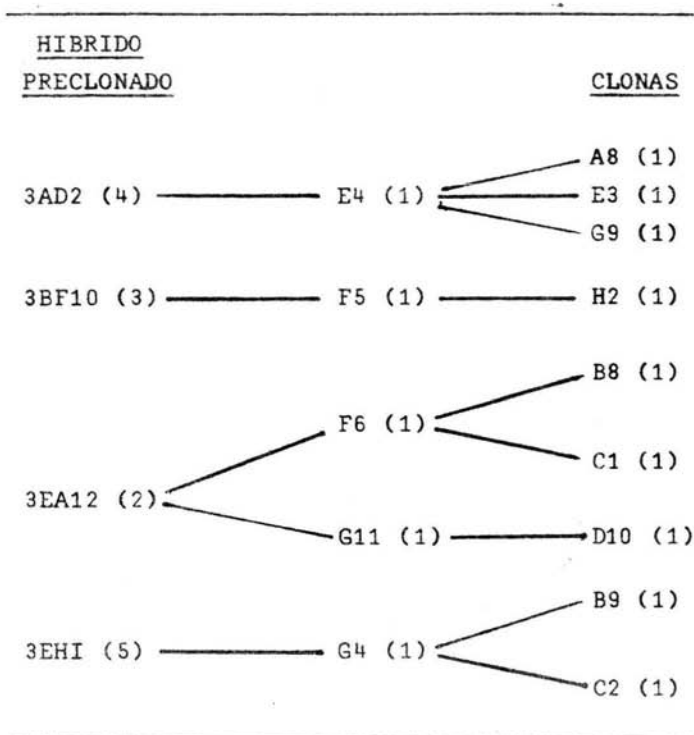 HIBRIDO
PRECLONADO CLONAS
A8 (1)
3AD2 (4) E4 (1) E3 (1)
G9 (1)
3BF10 (3) F5 (1) H2 (1)
B8 (1)
F6 (1)
C1 (1)
3EA12 (2)
G11 (1) D10 (1)
B9 (1)
3EHI (5) G4 (1)
C2 (1)